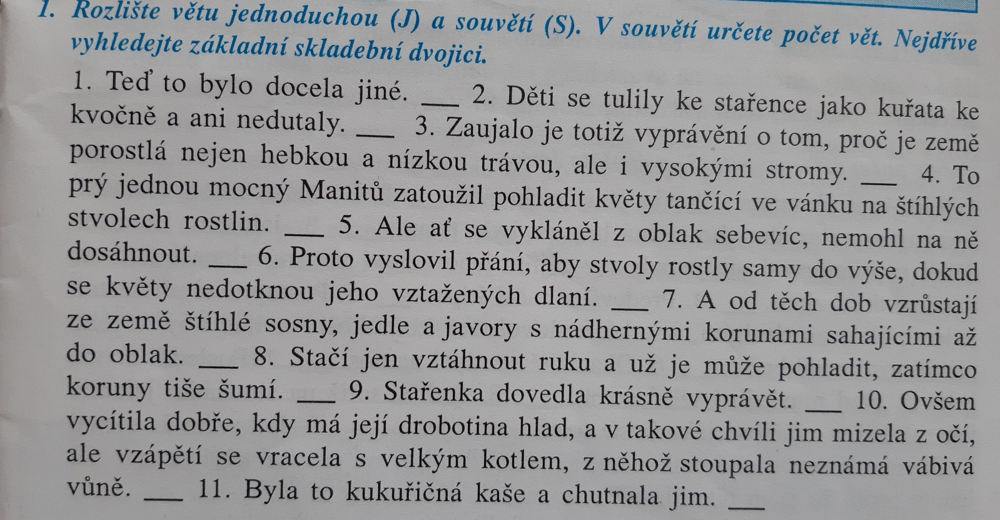 1. Rozlište větu jednoduchou (J) a souvětí (S). V souvětí určete počet vět. Nejdříve
vyhledejte základní skladební dvojici.
1. Teď to bylo docela jiné. ___ 2. Děti se tulily ke stařence jako kuřata ke
kvočně a ani nedutaly. ___ 3. Zaujalo je totiž vyprávění o tom, proč je země
porostlá nejen hebkou a nízkou trávou, ale i vysokými stromy. ___ 4. To
prý jednou mocný Manitů zatoužil pohladit květy tančící ve vánku na štíhlých
stvolech rostlin. ___ 5. Ale ať se vykláněl z oblak sebevíc, nemohl na ně
dosáhnout. ___ 6. Proto vyslovil přání, aby stvoly rostly samy do výše, dokud
se květy nedotknou jeho vztažených dlaní. ___ 7. A od těch dob vzrůstají
ze země štíhlé sosny, jedle a javory s nádhernými korunami sahajícími až
do oblak. ___ 8. Stačí jen vztáhnout ruku a už je může pohladit, zatímco
koruny tiše šumí. ___ 9. Stařenka dovedla krásně vyprávět. ___ 10. Ovšem
vycítila dobře, kdy má její drobotina hlad, a v takové chvíli jim mizela z očí,
ale vzápětí se vracela s velkým kotlem, z něhož stoupala neznámá vábivá
vůně. ___ 11. Byla to kukuřičná kaše a chutnala jim. ___